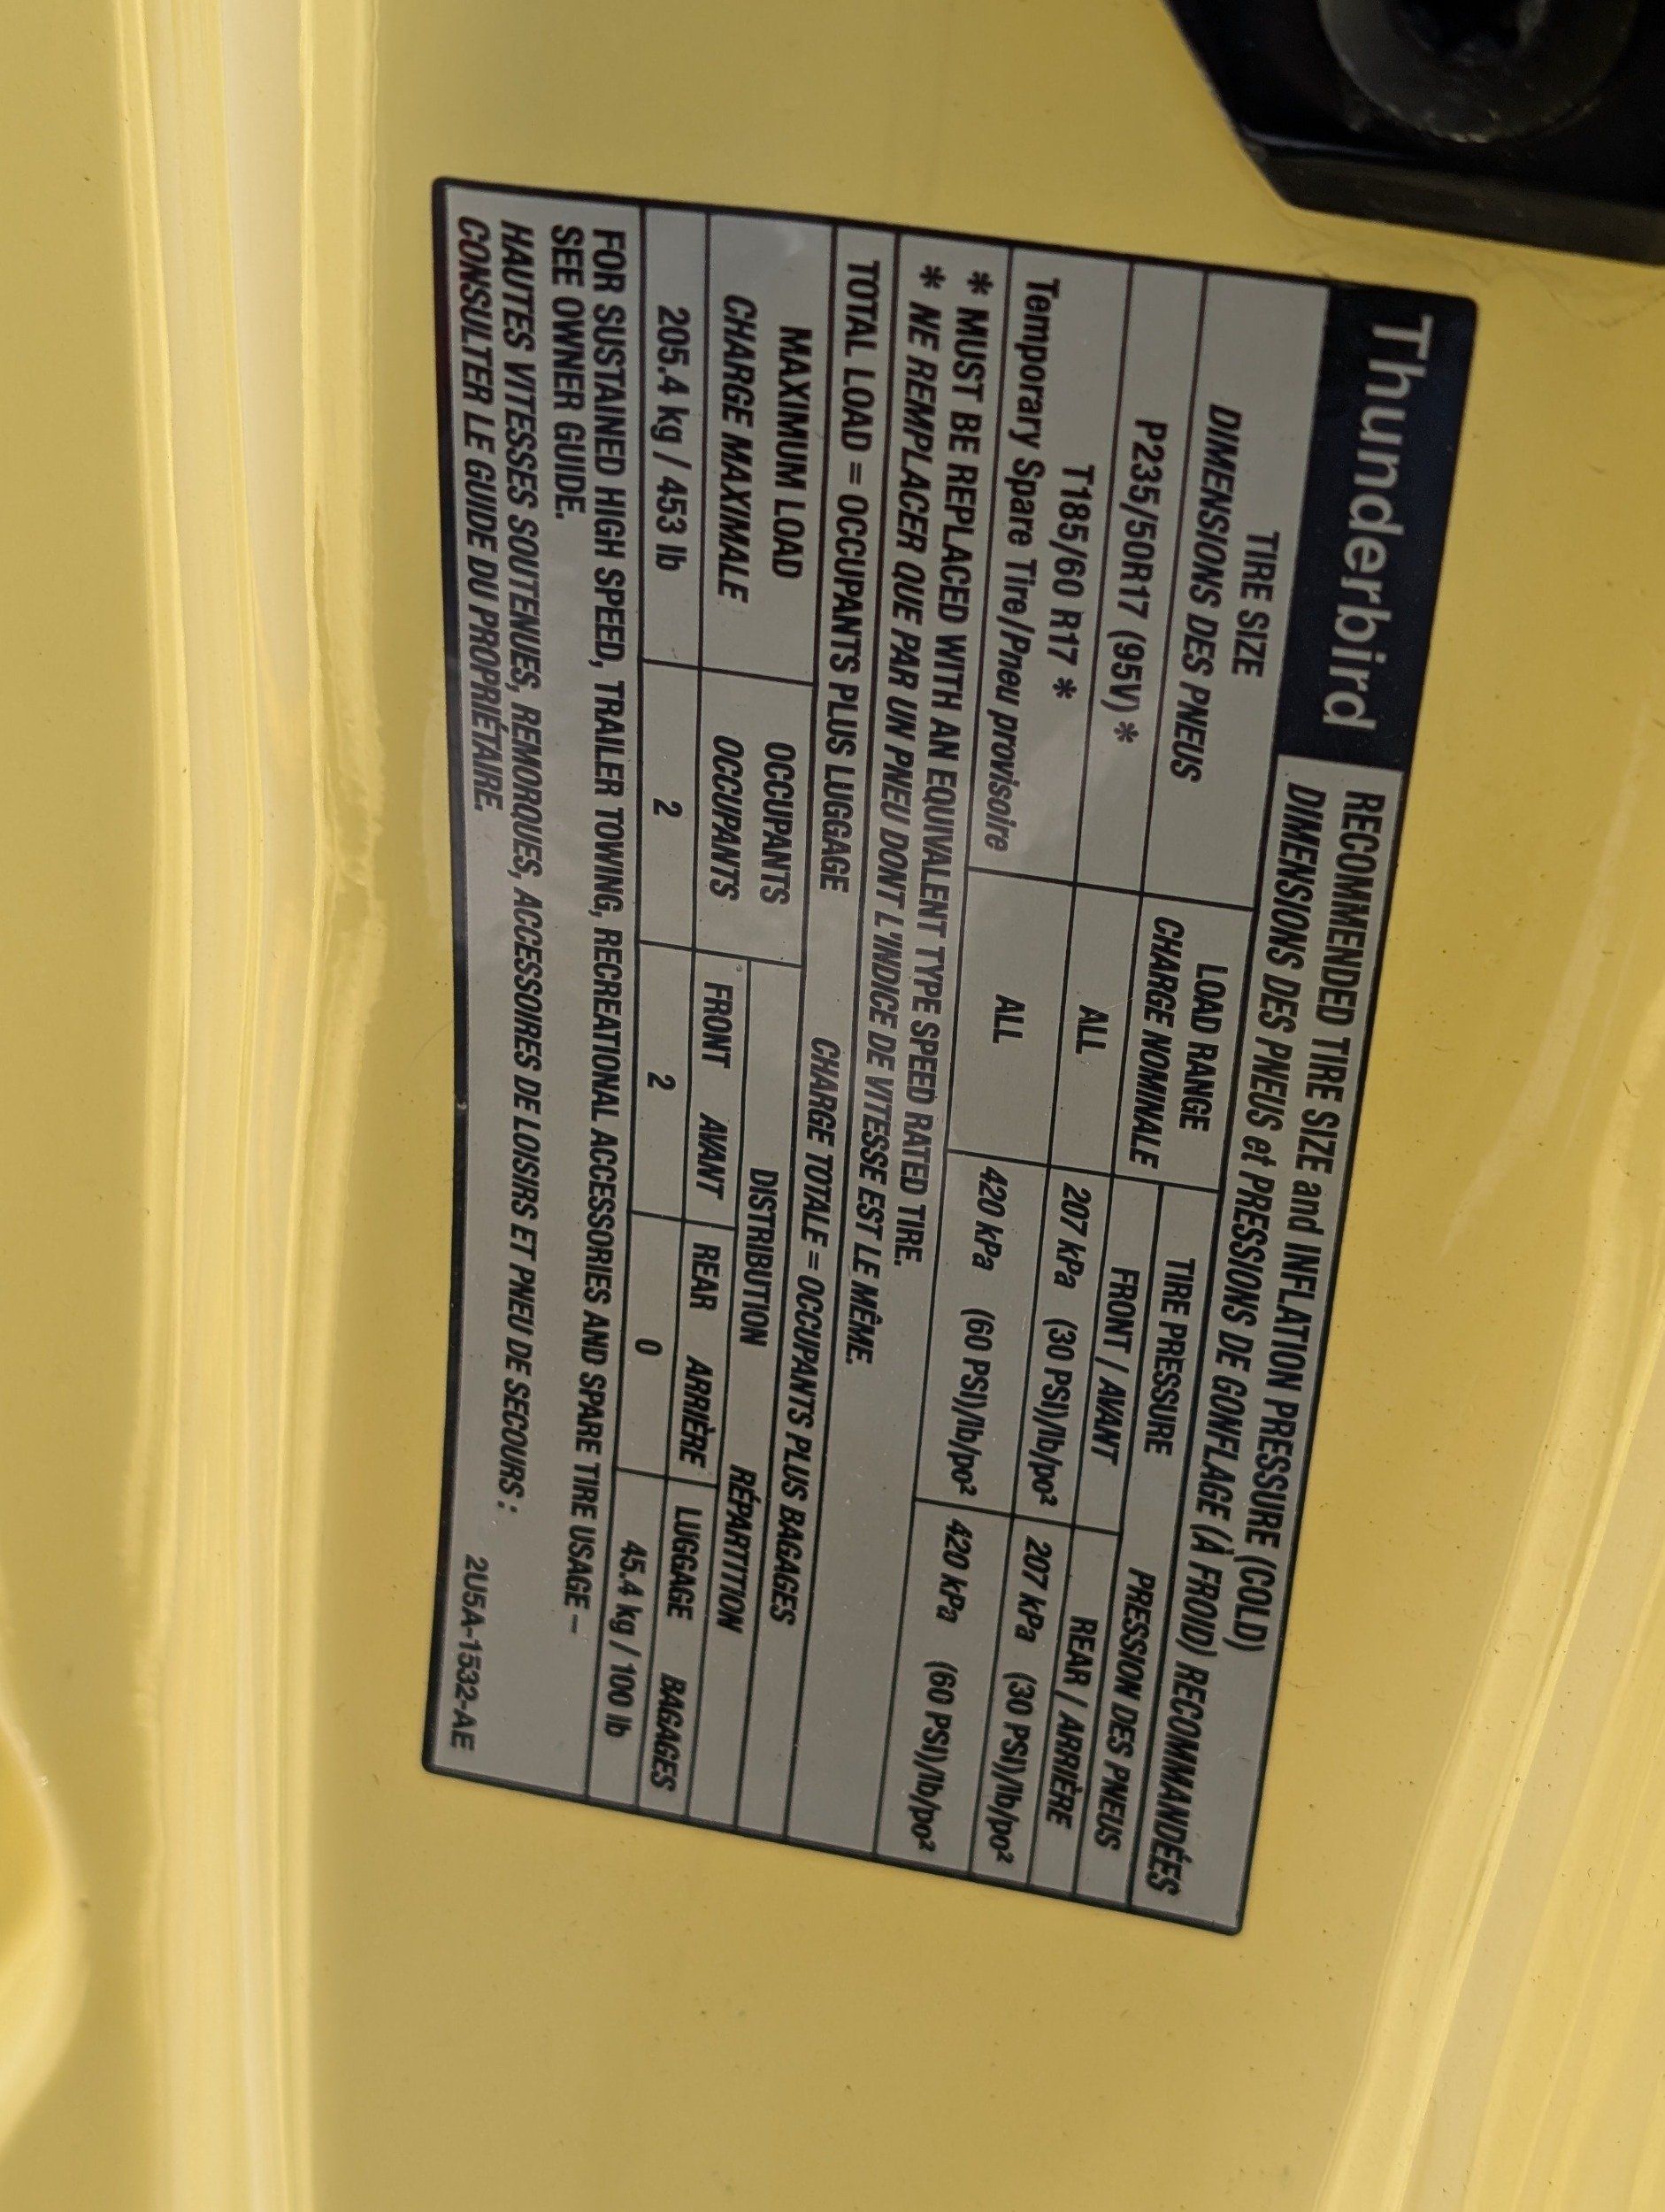 Thunderbird
RECOMMENDED TIRE SIZE and INFLATION PRESSURE (COLD)
DIMENSIONS DES PNEUS et PRESSIONS DE GONFLAGE (À FROID) RECOMMANDÉES
TIRE SIZE
DIMENSIONS DES PNEUS
LOAD RANGE
CHARGE NOMINALE
TIRE PRESSURE PRESSION DES PNEUS
FRONT / AVANT REAR / ARRIÈRE
P235/50R17 (95V) * ALL 207 kPa (30 PSI)/lb/po² 207 kPa (30 PSI)/lb/po²
T185/60 R17 *
Temporary Spare Tire/Pneu provisoire
ALL 420 kPa (60 PSI)/lb/po² 420 kPa (60 PSI)/lb/po²
* MUST BE REPLACED WITH AN EQUIVALENT TYPE SPEED RATED TIRE.
* NE REMPLACER QUE PAR UN PNEU DONT L'INDICE DE VITESSE EST LE MÊME.
TOTAL LOAD = OCCUPANTS PLUS LUGGAGE CHARGE TOTALE = OCCUPANTS PLUS BAGAGES
MAXIMUM LOAD
CHARGE MAXIMALE
OCCUPANTS
OCCUPANTS
DISTRIBUTION RÉPARTITION
FRONT AVANT REAR ARRIÈRE LUGGAGE BAGAGES
205.4 kg / 453 lb 2 2 0 45.4 kg / 100 lb
FOR SUSTAINED HIGH SPEED, TRAILER TOWING, RECREATIONAL ACCESSORIES AND SPARE TIRE USAGE –
SEE OWNER GUIDE.
HAUTES VITESSES SOUTENUES, REMORQUES, ACCESSOIRES DE LOISIRS ET PNEU DE SECOURS :
CONSULTER LE GUIDE DU PROPRIÉTAIRE.
2U5A-1532-AE